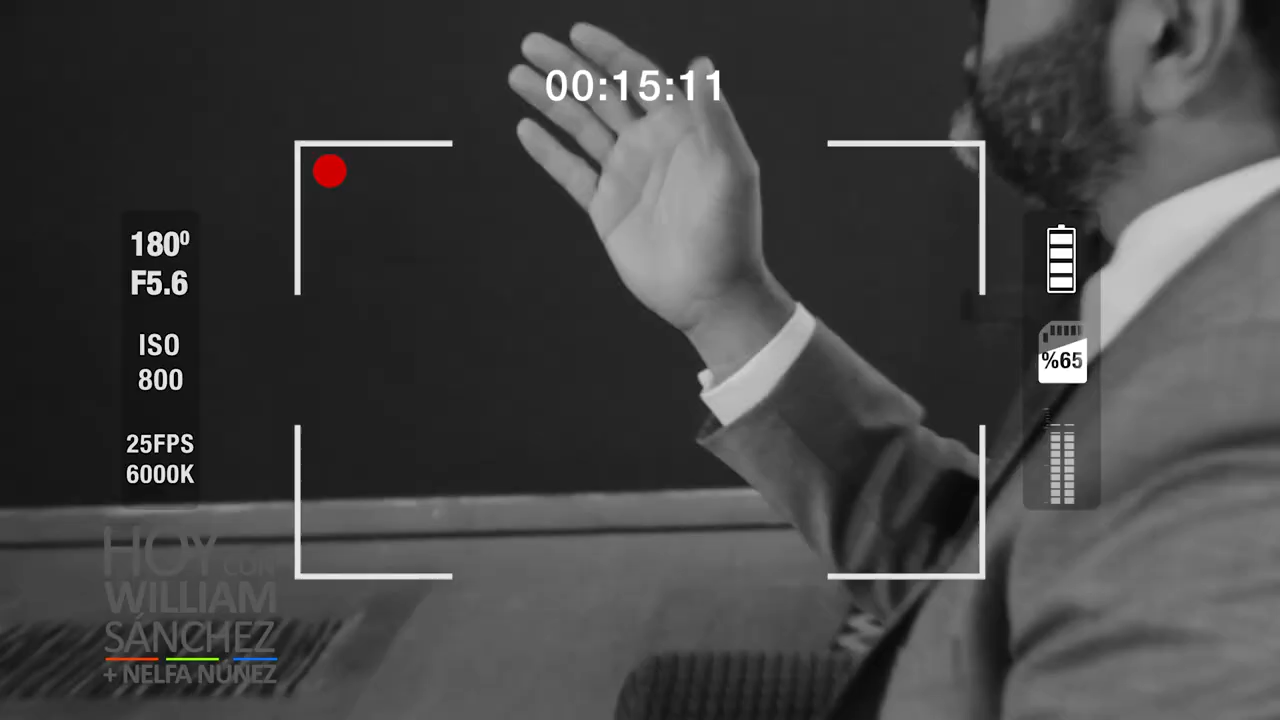 00:15:11
180⁰
F5.6
ISO
800
25FPS
6000K
%65
HOY CON
WILLIAM
SÁNCHEZ
+ NELFA NÚÑEZ